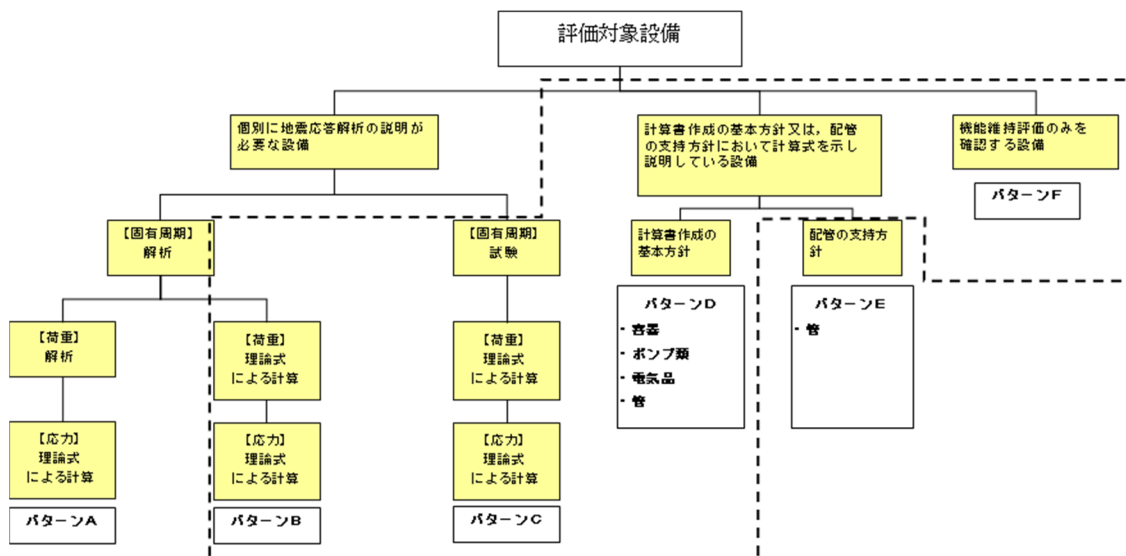 評価対象設備
個別に地震応答解析の説明が
必要な設備
計算書作成の基本方針又は，配管
の支持方針において計算式を示し
説明している設備
機能維持評価のみを
確認する設備
パターンF
【固有周期】
解析
【固有周期】
試験
計算書作成の
基本方針
配管の支持方
針
パターンD
・ 容器
・ ポンプ類
・ 電気品
・ 管
パターンE
・ 管
【荷重】
解析
【荷重】
理論式
による計算
【荷重】
理論式
による計算
【応力】
理論式
による計算
【応力】
理論式
による計算
【応力】
理論式
による計算
パターンA
パターンB
パターンC